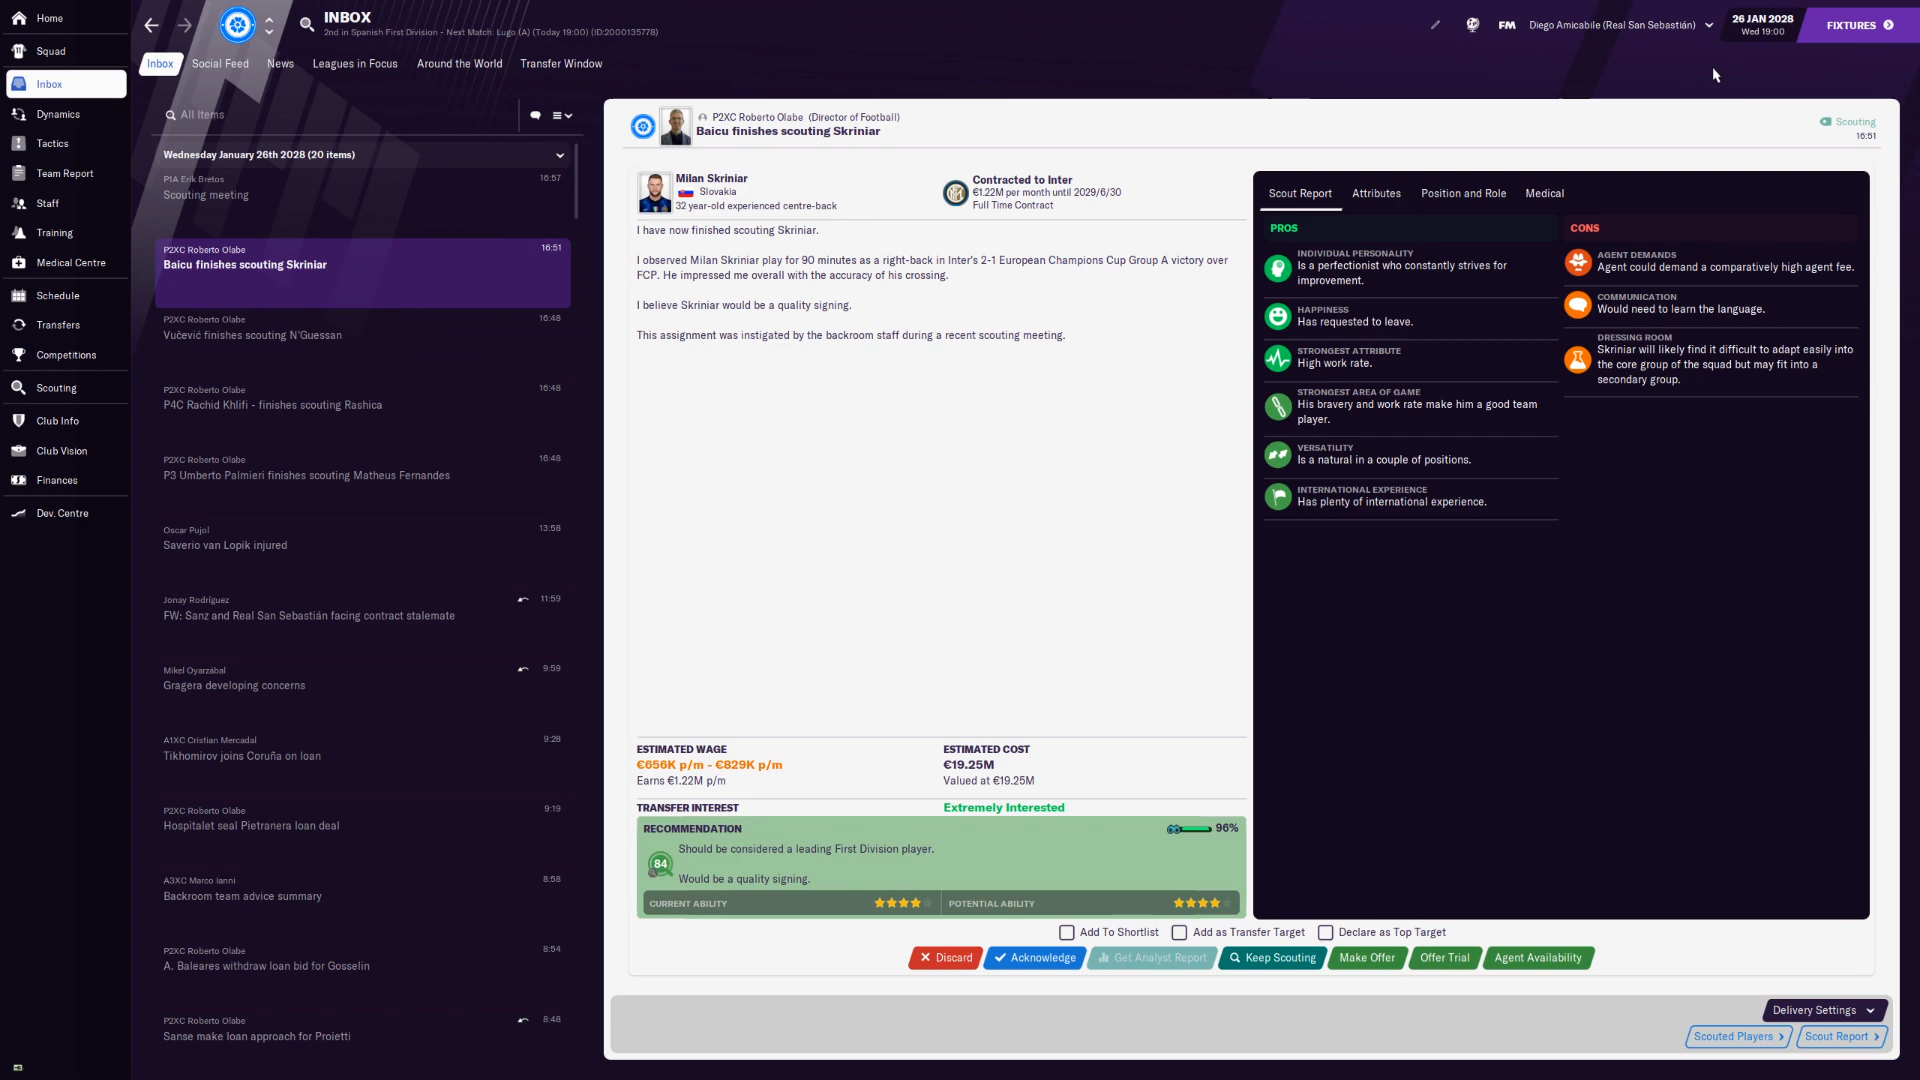 Home
Squad
Inbox
Dynamics
Tactics
Team Report
Staff
Training
Medical Centre
Schedule
Transfers
Competitions
Scouting
Club Info
Club Vision
Finances
Dev. Centre
INBOX
2nd in Spanish First Division - Next Match: Lugo (A) (Today 19:00) (ID:2000135778)
FM
Diego Amicabile (Real San Sebastián)
26 JAN 2028
Wed 19:00
FIXTURES
Inbox
Social Feed
News
Leagues in Focus
Around the World
Transfer Window
All Items
Wednesday January 26th 2028 (20 items)
P1A Erik Bretos 16:57
Scouting meeting
P2XC Roberto Olabe 16:51
Baicu finishes scouting Skriniar
P2XC Roberto Olabe 16:48
Vučević finishes scouting N'Guessan
P2XC Roberto Olabe 16:48
P4C Rachid Khlifi - finishes scouting Rashica
P2XC Roberto Olabe 16:48
P3 Umberto Palmieri finishes scouting Matheus Fernandes
Oscar Pujol 13:58
Saverio van Lopik injured
Jonay Rodríguez 11:59
FW: Sanz and Real San Sebastián facing contract stalemate
Mikel Oyarzábal 9:59
Gragera developing concerns
A1XC Cristian Mercadal 9:28
Tikhomirov joins Coruña on loan
P2XC Roberto Olabe 9:19
Hospitalet seal Pietranera loan deal
A3XC Marco Ianni 8:58
Backroom team advice summary
P2XC Roberto Olabe 8:54
A. Baleares withdraw loan bid for Gosselin
P2XC Roberto Olabe 8:48
Sanse make loan approach for Proietti
P2XC Roberto Olabe (Director of Football)
Baicu finishes scouting Skriniar
Scouting
16:51
Milan Skriniar
Slovakia
32 year-old experienced centre-back
Contracted to Inter
€1.22M per month until 2029/6/30
Full Time Contract
I have now finished scouting Skriniar.
I observed Milan Skriniar play for 90 minutes as a right-back in Inter's 2-1 European Champions Cup Group A victory over
FCP. He impressed me overall with the accuracy of his crossing.
I believe Skriniar would be a quality signing.
This assignment was instigated by the backroom staff during a recent scouting meeting.
ESTIMATED WAGE
€656K p/m - €829K p/m
Earns €1.22M p/m
ESTIMATED COST
€19.25M
Valued at €19.25M
TRANSFER INTEREST
Extremely Interested
RECOMMENDATION
96%
Should be considered a leading First Division player.
84
Would be a quality signing.
CURRENT ABILITY
POTENTIAL ABILITY
Scout Report
Attributes
Position and Role
Medical
PROS
INDIVIDUAL PERSONALITY
Is a perfectionist who constantly strives for
improvement.
HAPPINESS
Has requested to leave.
STRONGEST ATTRIBUTE
High work rate.
STRONGEST AREA OF GAME
His bravery and work rate make him a good team
player.
VERSATILITY
Is a natural in a couple of positions.
INTERNATIONAL EXPERIENCE
Has plenty of international experience.
CONS
AGENT DEMANDS
Agent could demand a comparatively high agent fee.
COMMUNICATION
Would need to learn the language.
DRESSING ROOM
Skriniar will likely find it difficult to adapt easily into
the core group of the squad but may fit into a
secondary group.
Add To Shortlist
Add as Transfer Target
Declare as Top Target
Discard
Acknowledge
Get Analyst Report
Keep Scouting
Make Offer
Offer Trial
Agent Availability
Delivery Settings
Scouted Players
Scout Report